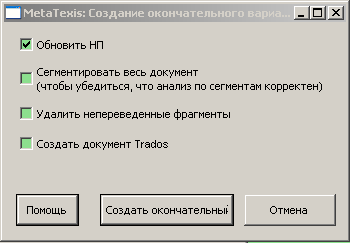 MetaTexis: Создание окончательного вариа...
Обновить НП
Сегментировать весь документ
(чтобы убедиться, что анализ по сегментам корректен)
Удалить непереведенные фрагменты
Создать документ Trados
Помощь
Создать окончательный
Отмена